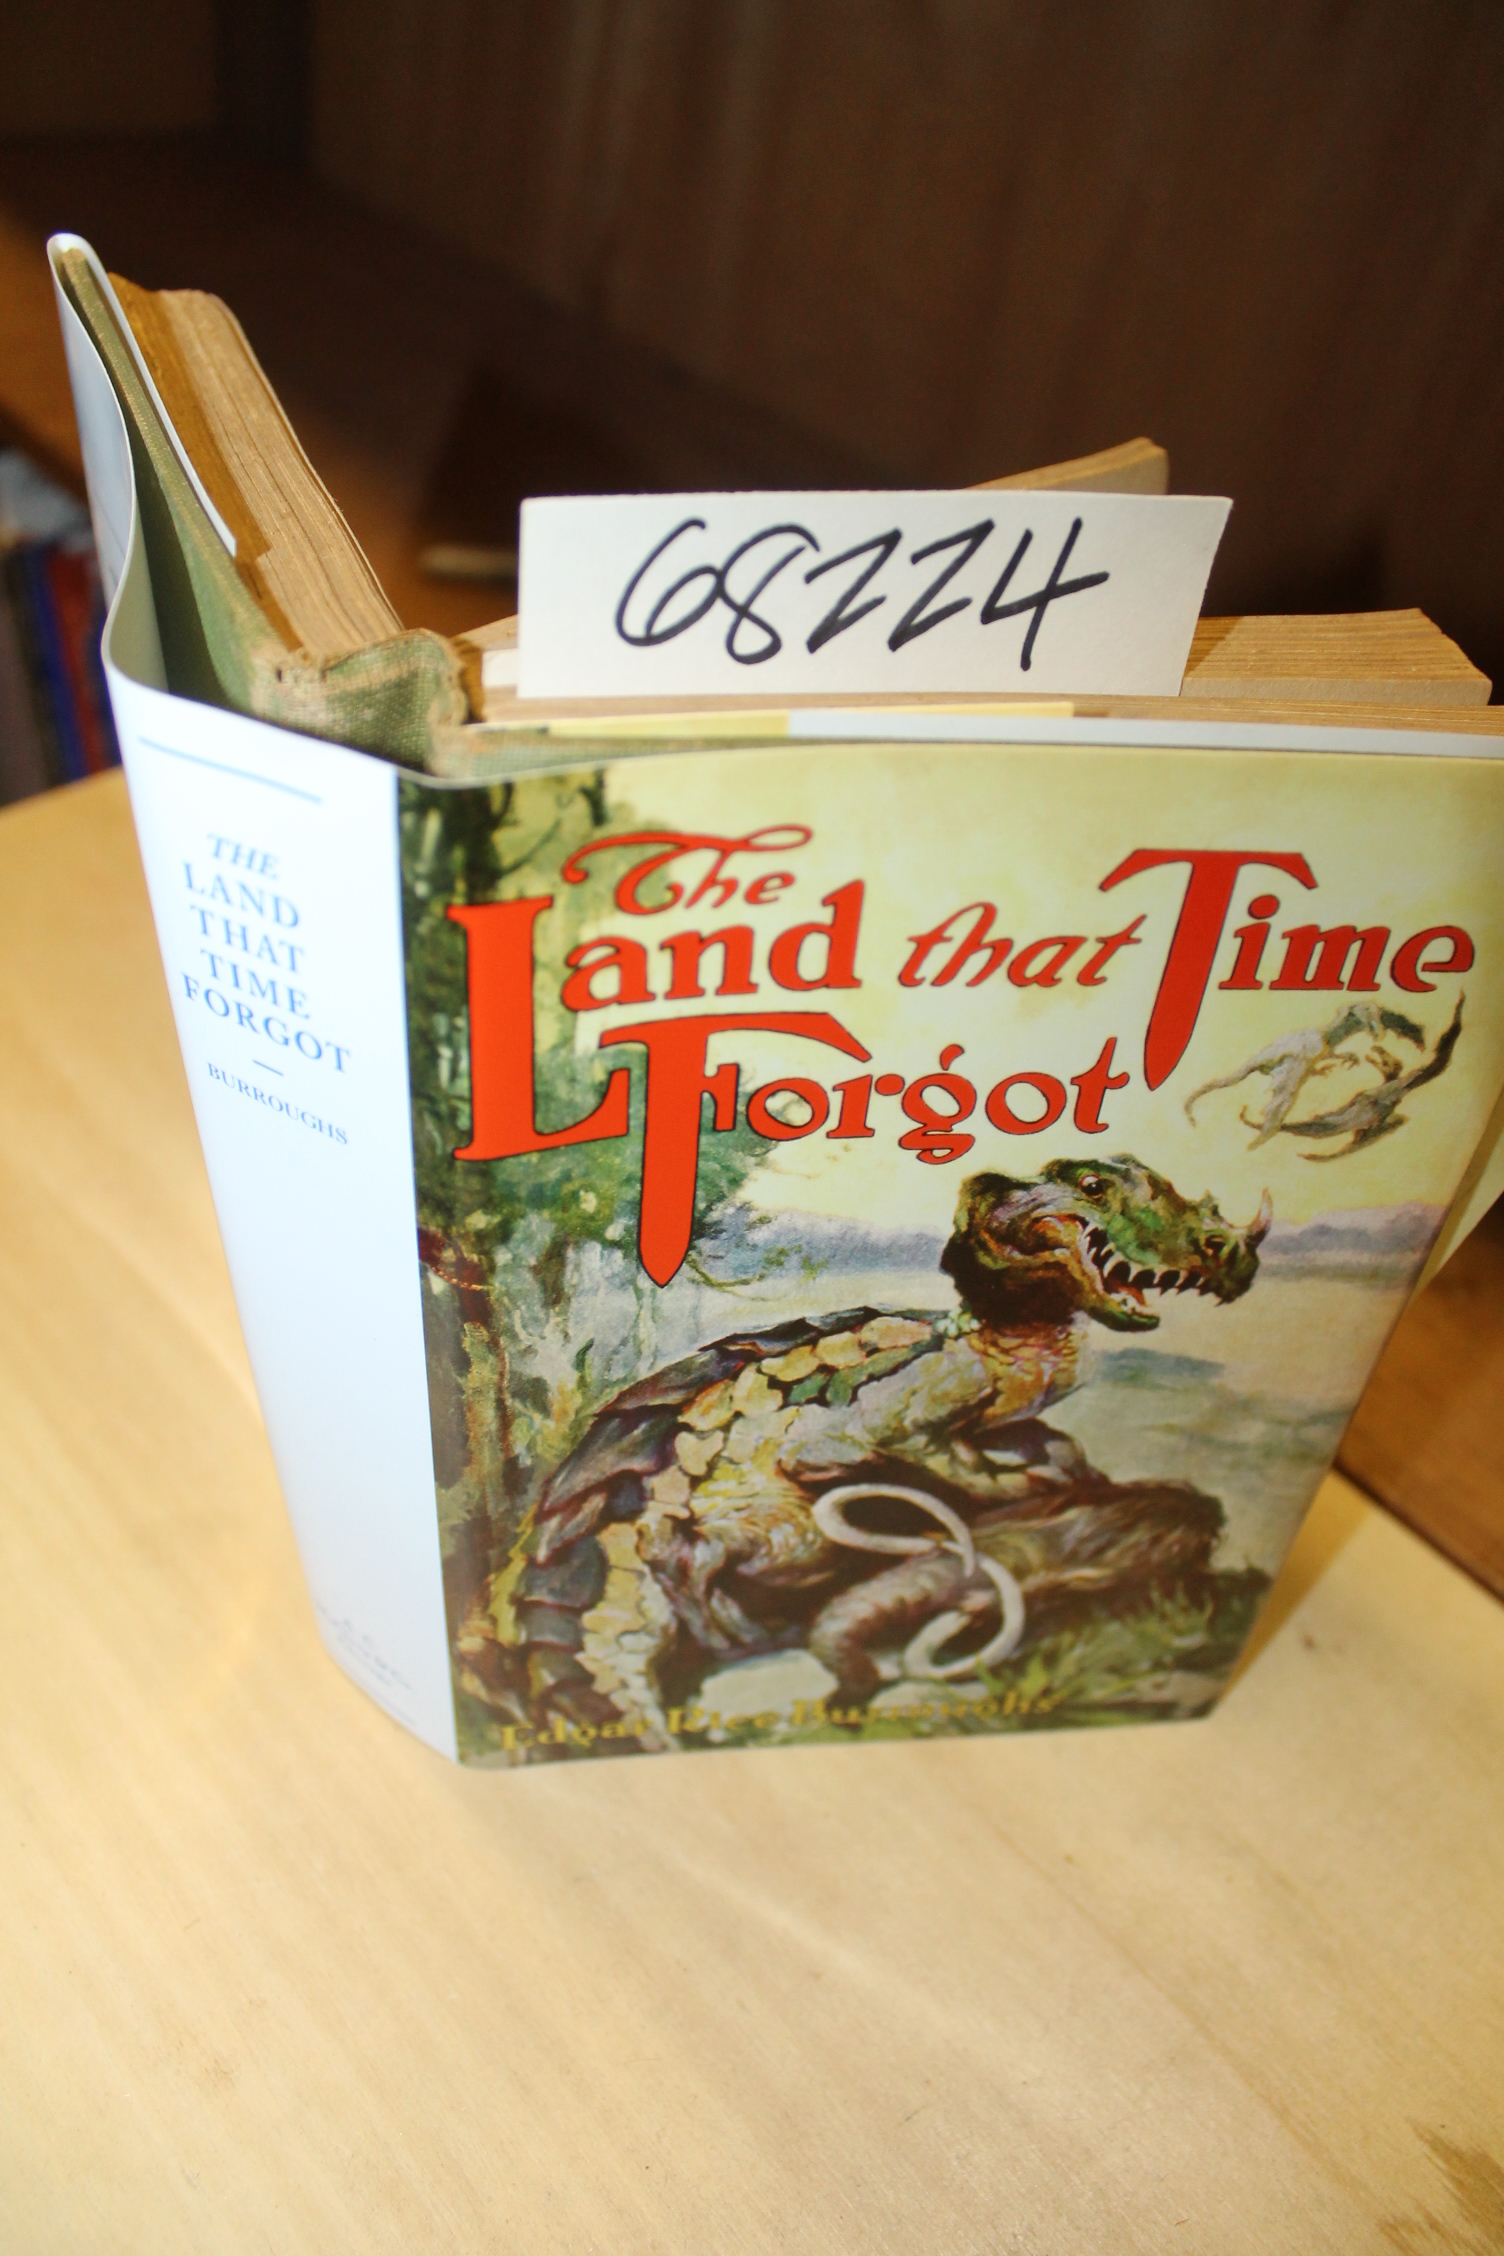 68224
THE
LAND
THAT
TIME
FORGOT
BURROUGHS
The
Land that Time
Forgot
Edgar Rice Burroughs